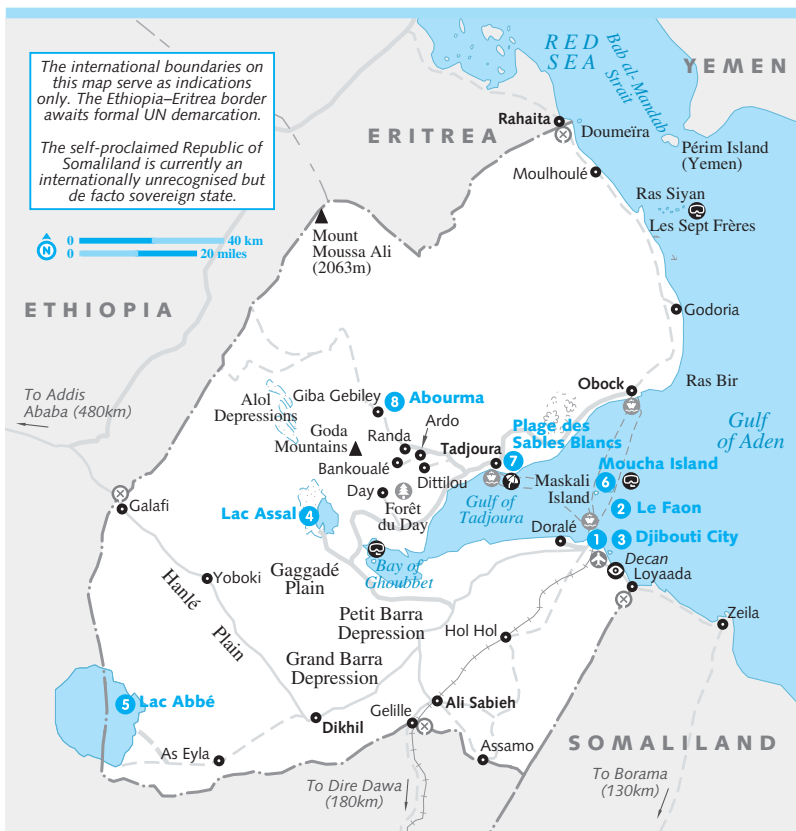 The international boundaries on
this map serve as indications
only. The Ethiopia–Eritrea border
awaits formal UN demarcation.
The self-proclaimed Republic of
Somaliland is currently an
internationally unrecognised but
de facto sovereign state.
N
0 40 km
0 20 miles
RED
SEA
Bab al-Mandab
Strait
YEMEN
ERITREA
Rahaita
Doumeïra
Périm Island
(Yemen)
Moulhoulé
Ras Siyan
Les Sept Frères
Mount
Moussa Ali
(2063m)
ETHIOPIA
Godoria
To Addis
Ababa (480km)
Alol
Depressions
Giba Gebiley
8 Abourma
Obock
Ras Bir
Ardo
Goda
Mountains
Randa
Plage des
Sables Blancs
7
Gulf
of Aden
Bankoualé
Tadjoura
Dittilou
Moucha Island
6
Maskali
Island
Day
Forêt
du Day
Gulf of
Tadjoura
2 Le Faon
Galafi
Lac Assal 4
Doralé
1 3 Djibouti City
Bay of
Ghoubbet
Decan
Loyaada
Yoboki
Gaggadé
Plain
Hanlé
Plain
Petit Barra
Depression
Hol Hol
Zeila
Grand Barra
Depression
5 Lac Abbé
Ali Sabieh
Gelille
Dikhil
As Eyla
Assamo
SOMALILAND
To Dire Dawa
(180km)
To Borama
(130km)